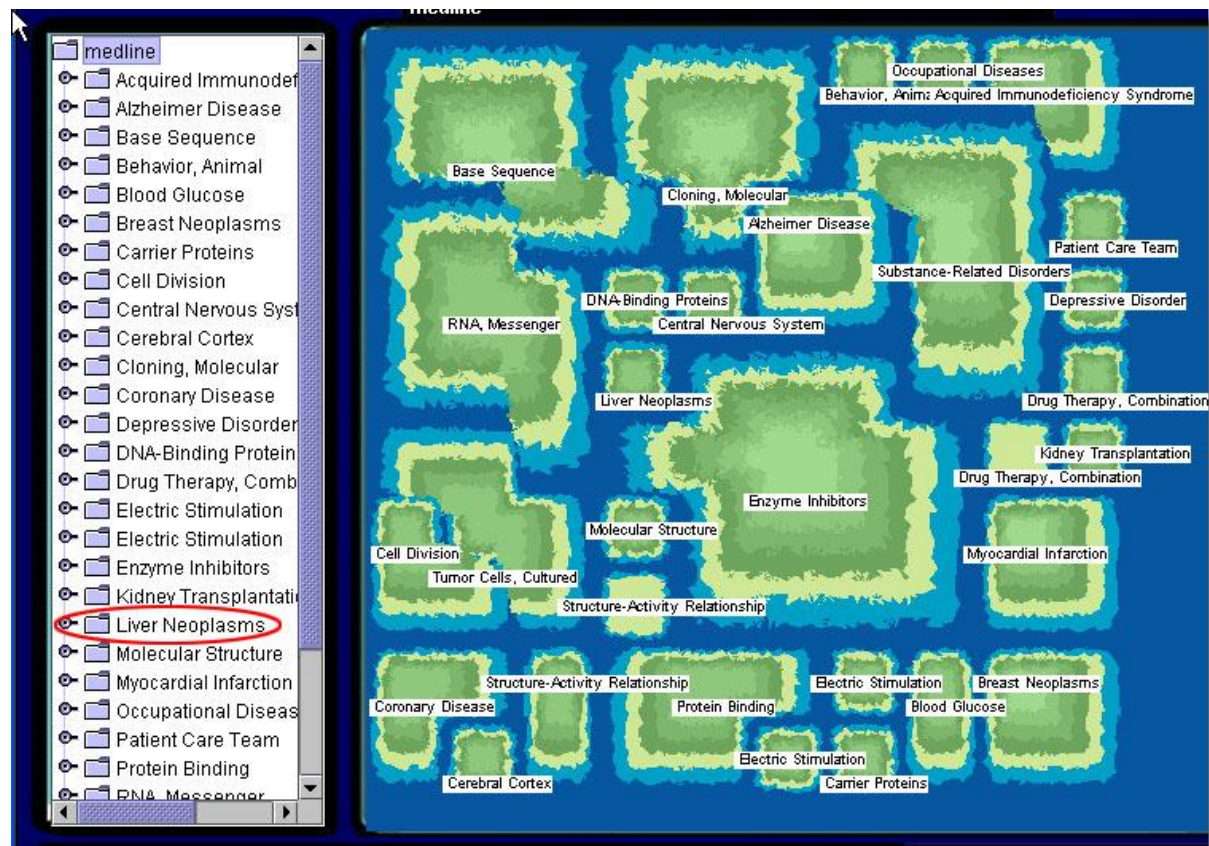 medline
medline
Acquired Immunodef
Alzheimer Disease
Base Sequence
Behavior, Animal
Blood Glucose
Breast Neoplasms
Carrier Proteins
Cell Division
Central Nervous Syst
Cerebral Cortex
Cloning, Molecular
Coronary Disease
Depressive Disorder
DNA-Binding Protein
Drug Therapy, Comb
Electric Stimulation
Electric Stimulation
Enzyme Inhibitors
Kidney Transplantati
Liver Neoplasms
Molecular Structure
Myocardial Infarction
Occupational Diseas
Patient Care Team
Protein Binding
RNA, Messenger
Occupational Diseases
Behavior, Anima Acquired Immunodeficiency Syndrome
Base Sequence
Cloning, Molecular
Alzheimer Disease
Patient Care Team
Substance-Related Disorders
DNA-Binding Proteins
Depressive Disorder
RNA, Messenger
Central Nervous System
Liver Neoplasms
Drug Therapy, Combination
Kidney Transplantation
Drug Therapy, Combination
Enzyme Inhibitors
Molecular Structure
Cell Division
Myocardial Infarction
Tumor Cells, Cultured
Structure-Activity Relationship
Structure-Activity Relationship
Electric Stimulation
Breast Neoplasms
Coronary Disease
Protein Binding
Blood Glucose
Electric Stimulation
Cerebral Cortex
Carrier Proteins